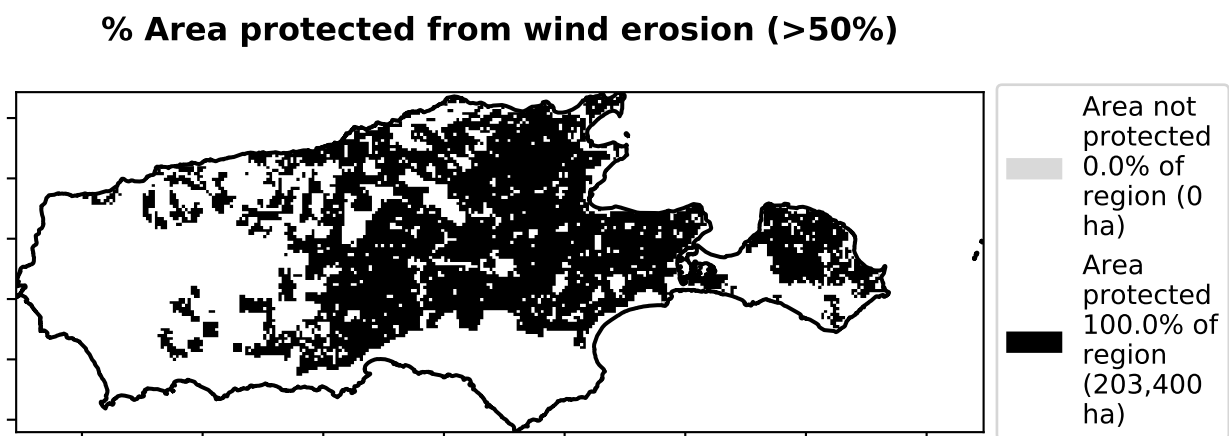 % Area protected from wind erosion (>50%)
Area not
protected
0.0% of
region (0
ha)
Area
protected
100.0% of
region
(203,400
ha)